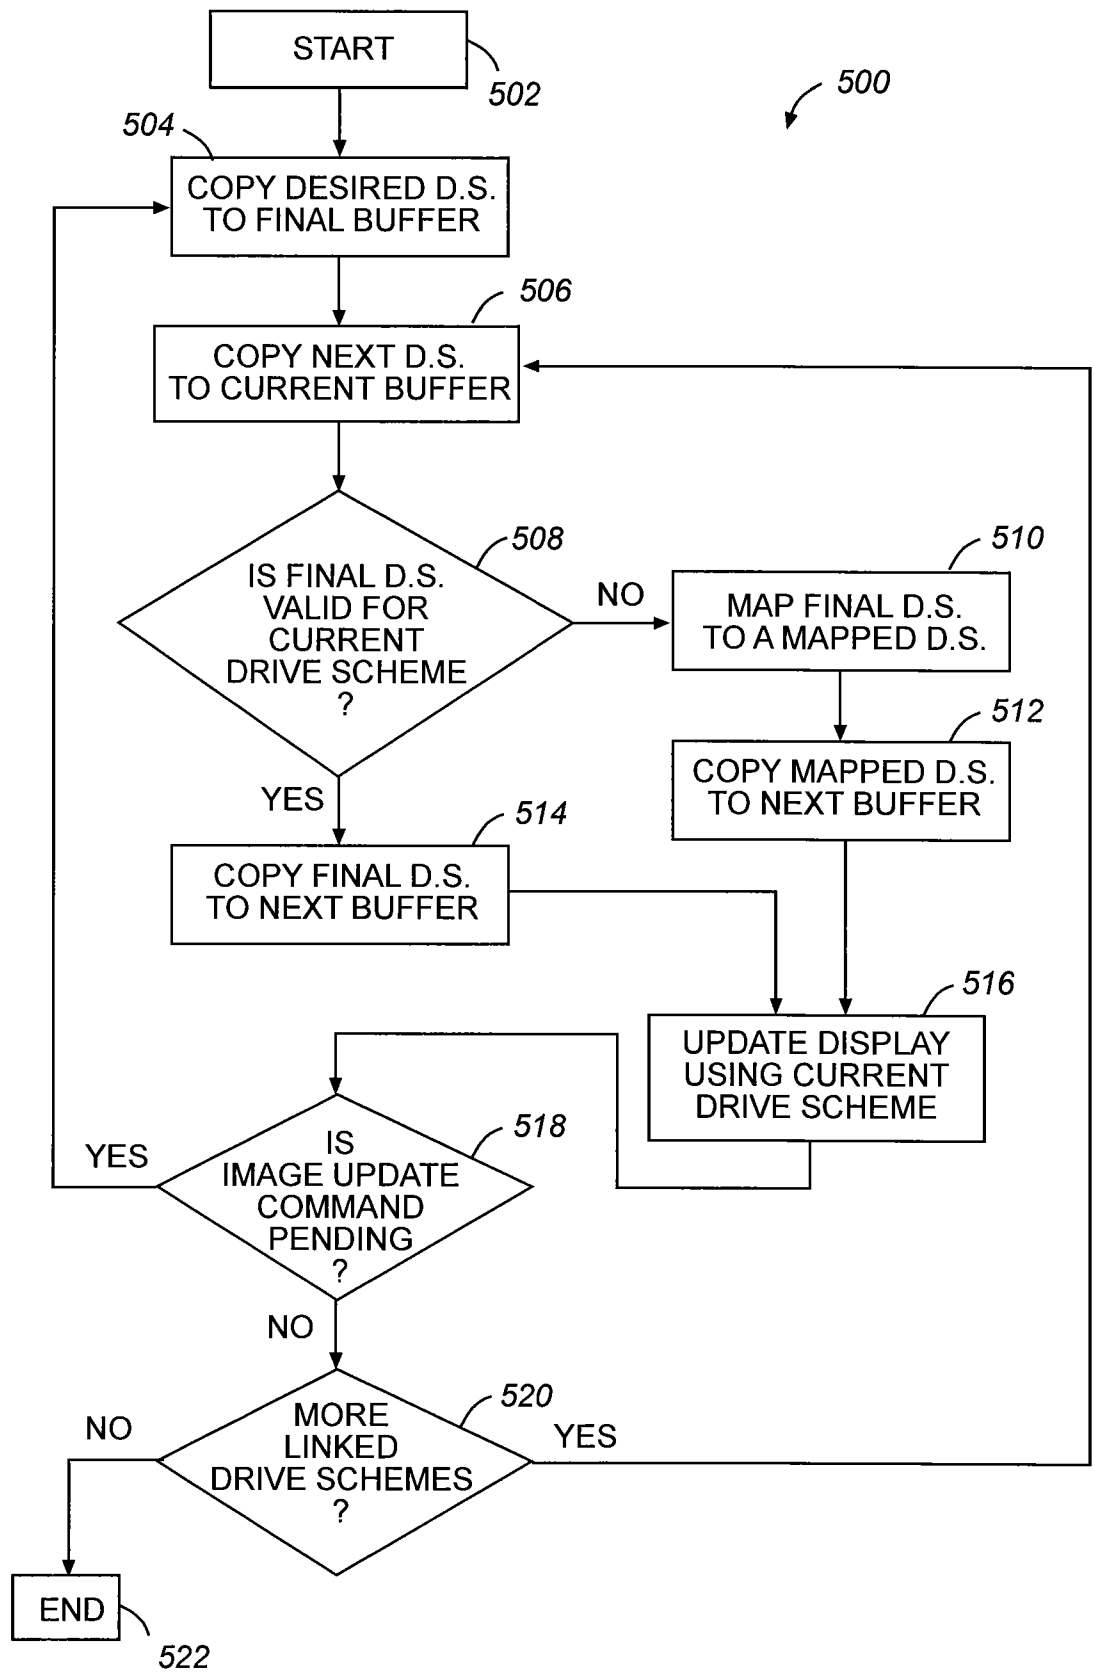 START
502
500
504
COPY DESIRED D.S.
TO FINAL BUFFER
506
COPY NEXT D.S.
TO CURRENT BUFFER
508
IS FINAL D.S.
VALID FOR
CURRENT
DRIVE SCHEME
?
NO
510
MAP FINAL D.S.
TO A MAPPED D.S.
512
COPY MAPPED D.S.
TO NEXT BUFFER
YES
514
COPY FINAL D.S.
TO NEXT BUFFER
516
UPDATE DISPLAY
USING CURRENT
DRIVE SCHEME
518
YES
IS
IMAGE UPDATE
COMMAND
PENDING
?
NO
520
NO
MORE
LINKED
DRIVE SCHEMES
?
YES
END
522